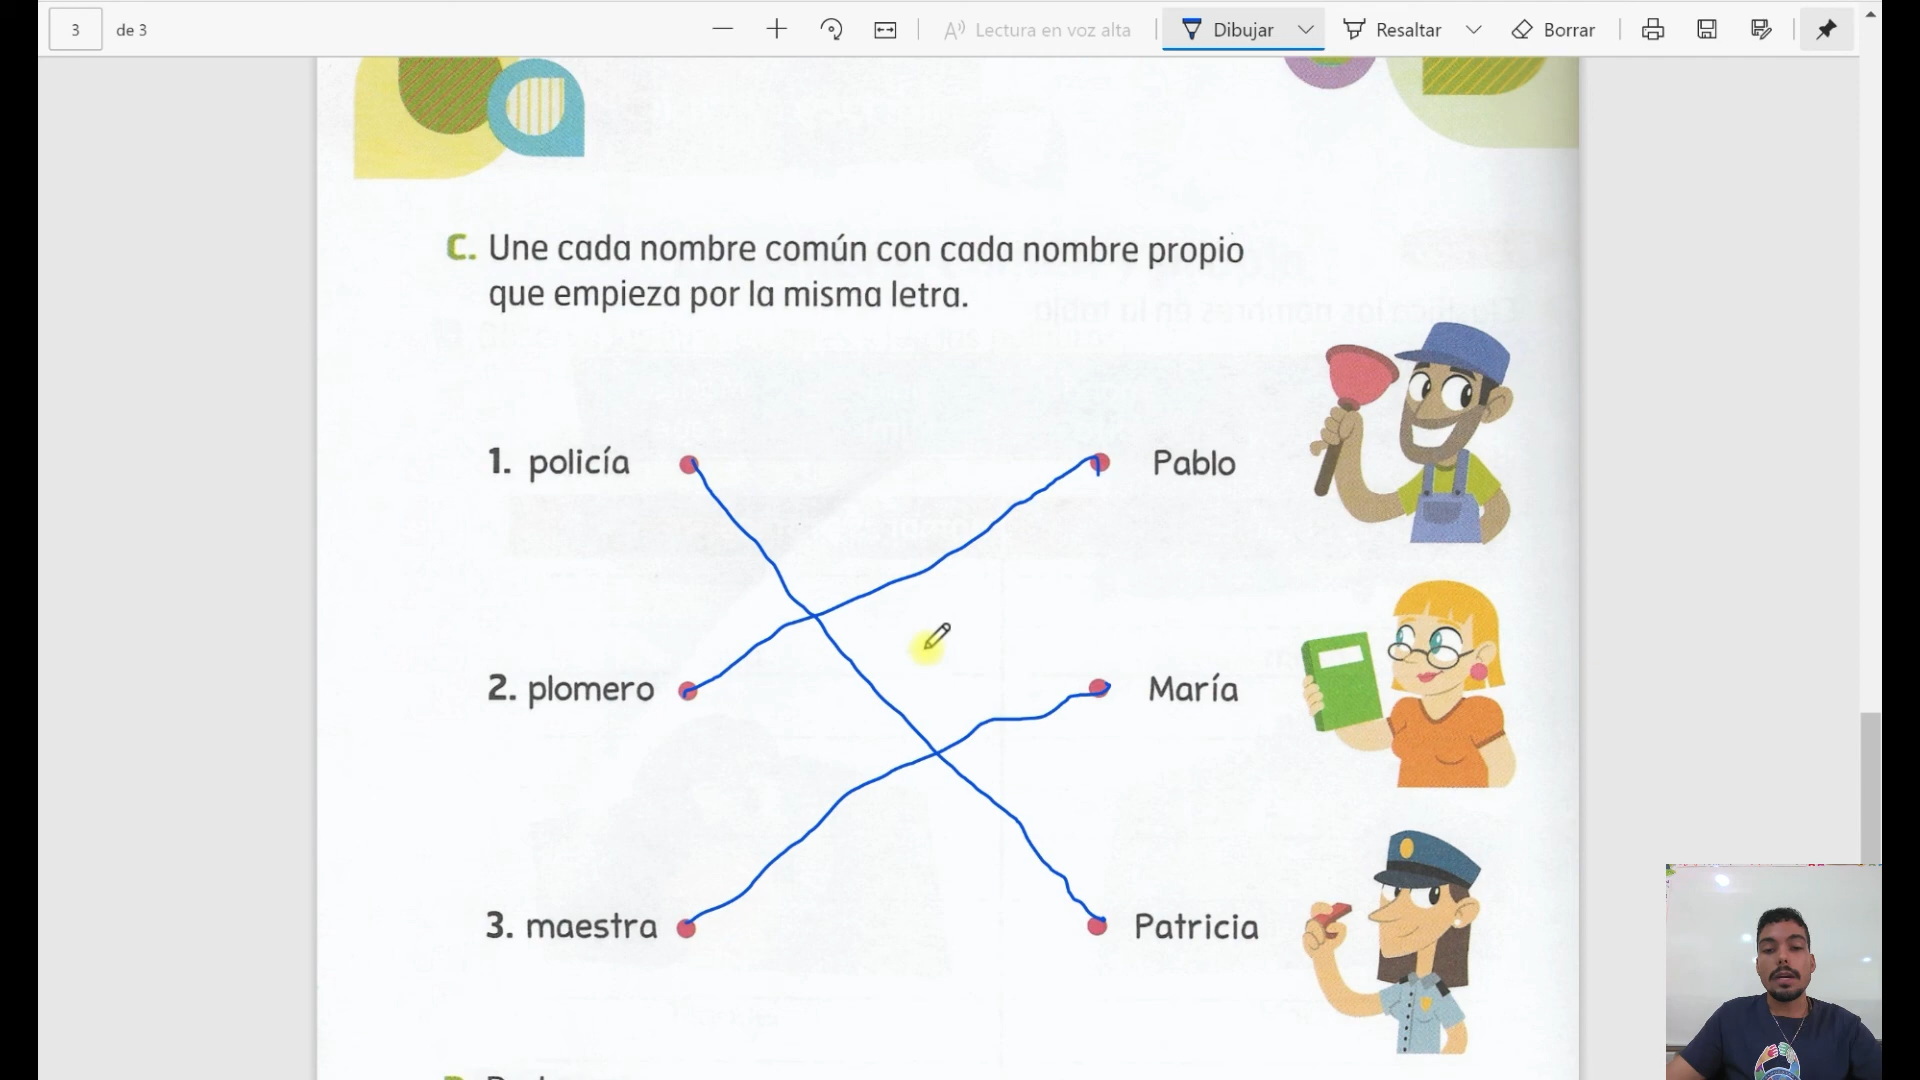 3 de 3
Lectura en voz alta
Dibujar
Resaltar
Borrar
C. Une cada nombre común con cada nombre propio
que empieza por la misma letra.
1. policía
Pablo
2. plomero
María
3. maestra
Patricia